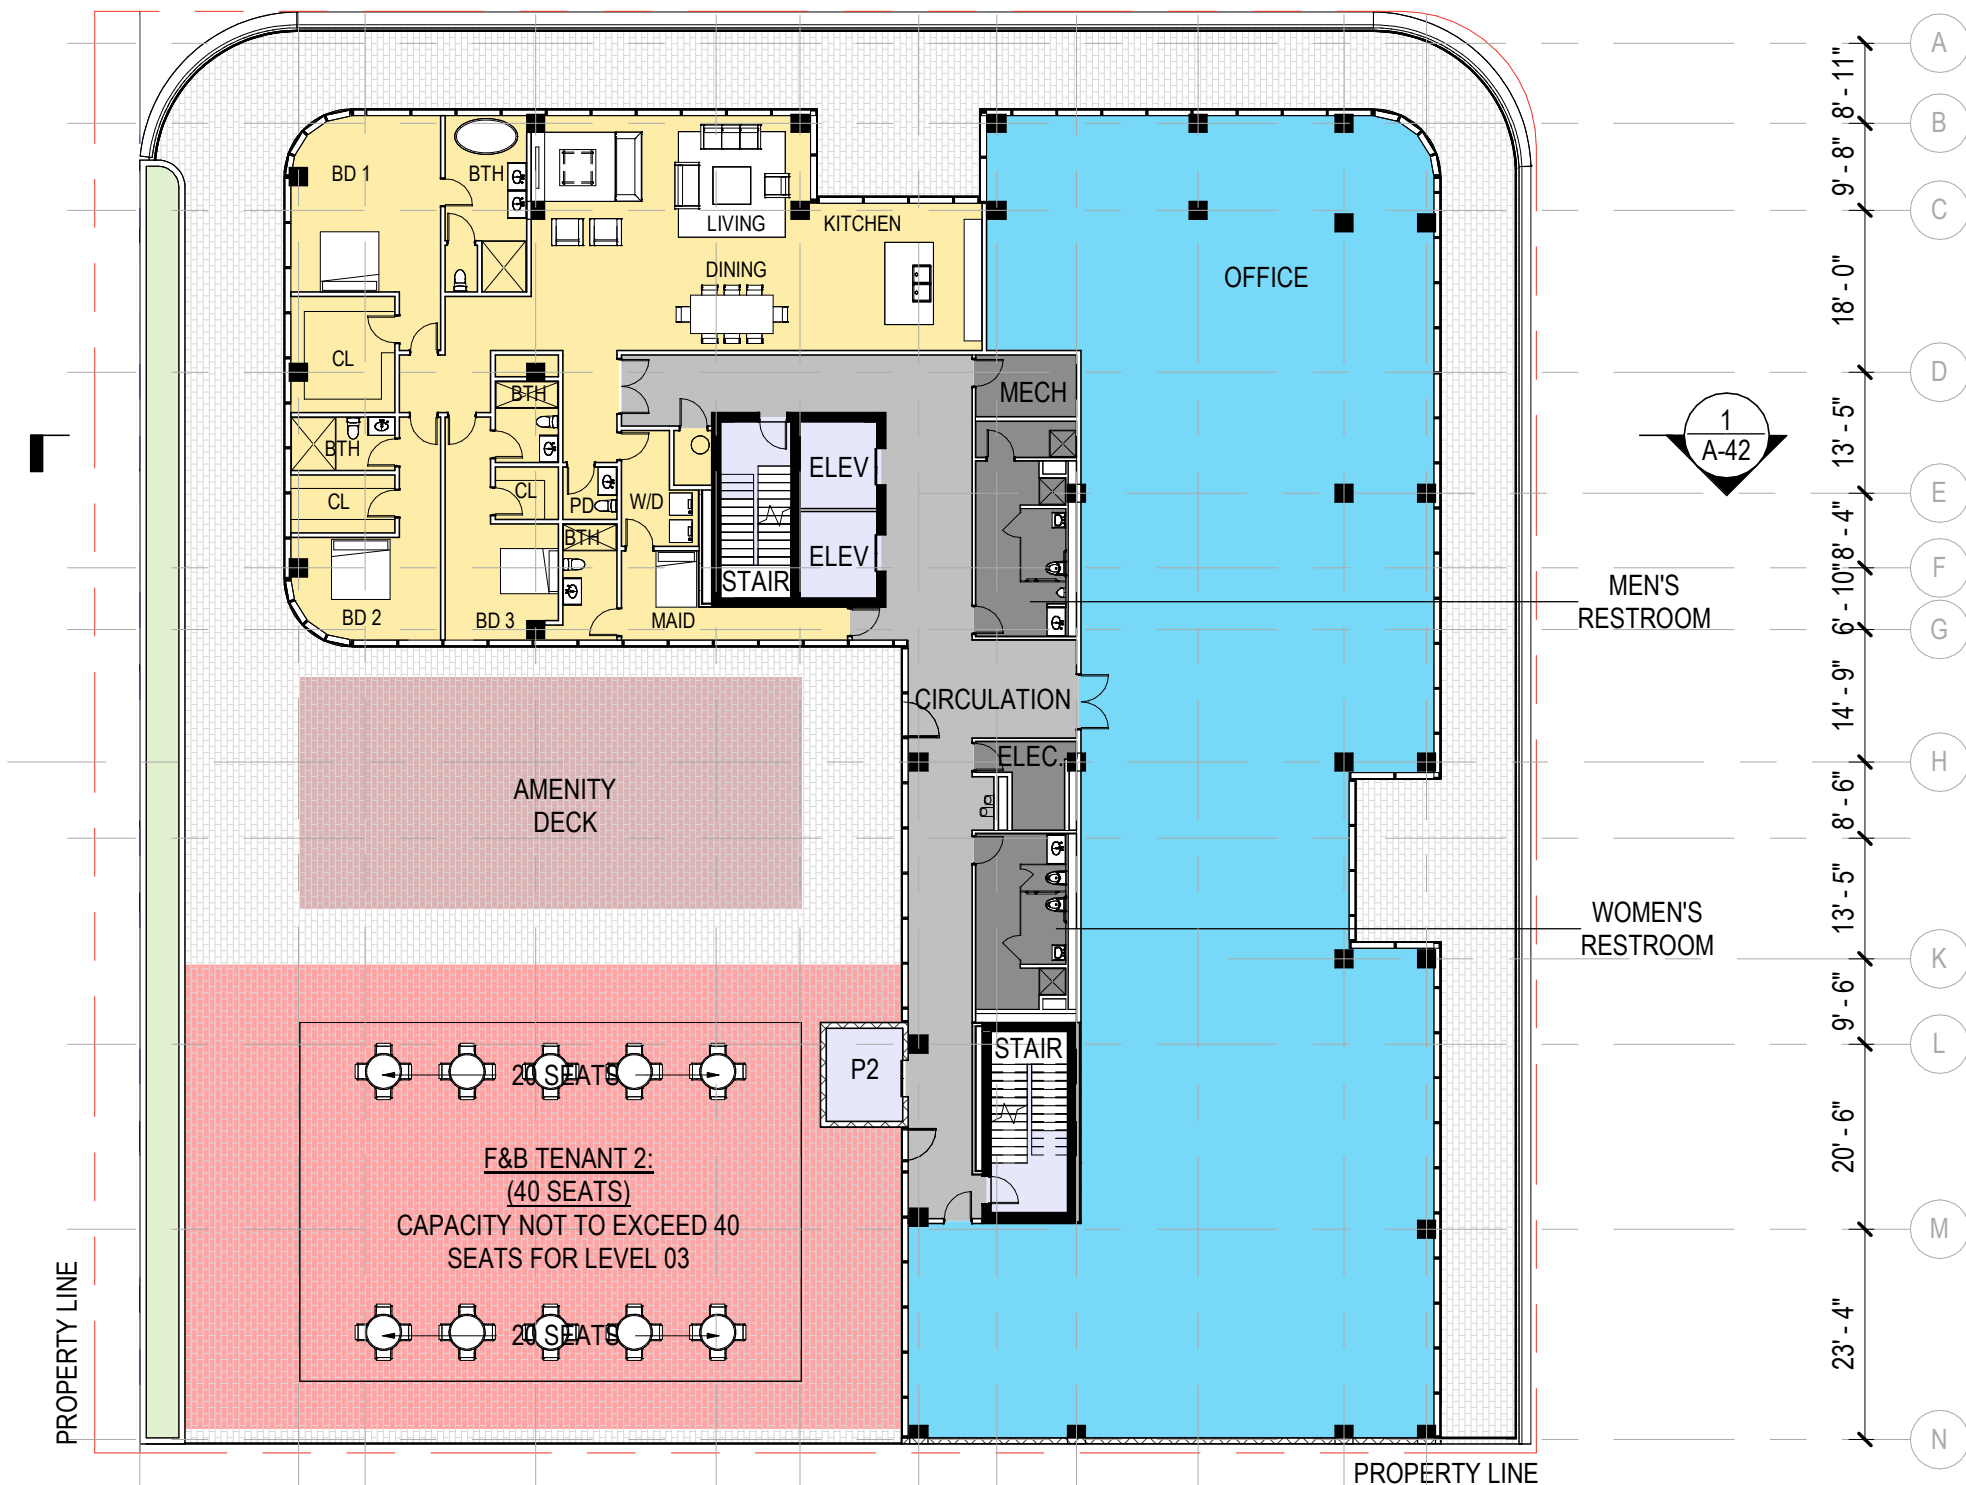 A
8' - 11"
B
9' - 8"
C
18' - 0"
D
13' - 5"
E
8' - 4"
F
6' - 10"
G
14' - 9"
H
8' - 6"
13' - 5"
K
9' - 6"
L
20' - 6"
M
23' - 4"
N
BD 1
BTH
LIVING
KITCHEN
DINING
OFFICE
CL
BTH
MECH
BTH
CL
CL
PD
W/D
BTH
ELEV
ELEV
STAIR
BD 2
BD 3
MAID
1
A-42
MEN'S
RESTROOM
CIRCULATION
ELEC.
AMENITY
DECK
WOMEN'S
RESTROOM
STAIR
P2
20 SEATS
F&B TENANT 2:
(40 SEATS)
CAPACITY NOT TO EXCEED 40
SEATS FOR LEVEL 03
20 SEATS
PROPERTY LINE
PROPERTY LINE